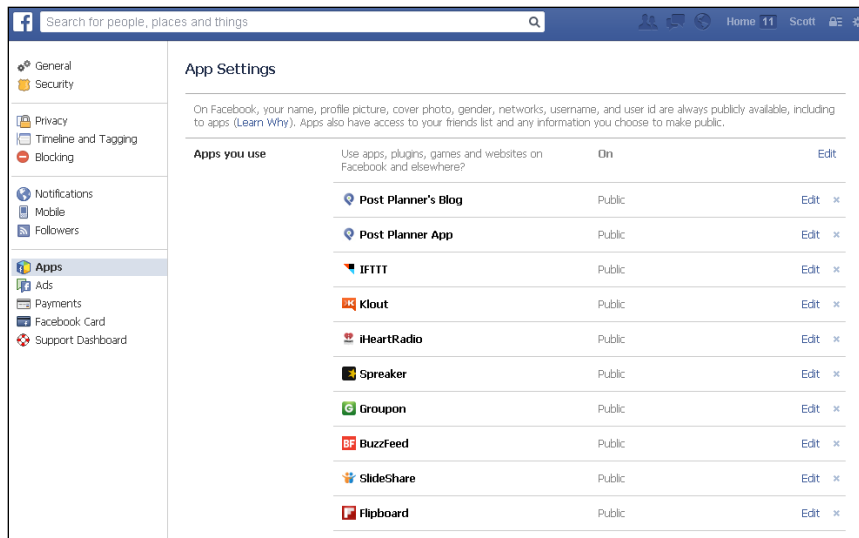 Search for people, places and things
Home 11 Scott
General
Security
Privacy
Timeline and Tagging
Blocking
Notifications
Mobile
Followers
Apps
Ads
Payments
Facebook Card
Support Dashboard
App Settings
On Facebook, your name, profile picture, cover photo, gender, networks, username, and user id are always publicly available, including
to apps (Learn Why). Apps also have access to your friends list and any information you choose to make public.
Apps you use Use apps, plugins, games and websites on On Edit
Facebook and elsewhere?
Post Planner's Blog Public Edit ×
Post Planner App Public Edit ×
IFTTT Public Edit ×
Klout Public Edit ×
iHeartRadio Public Edit ×
Spreaker Public Edit ×
G Groupon Public Edit ×
BF BuzzFeed Public Edit ×
SlideShare Public Edit ×
Flipboard Public Edit ×